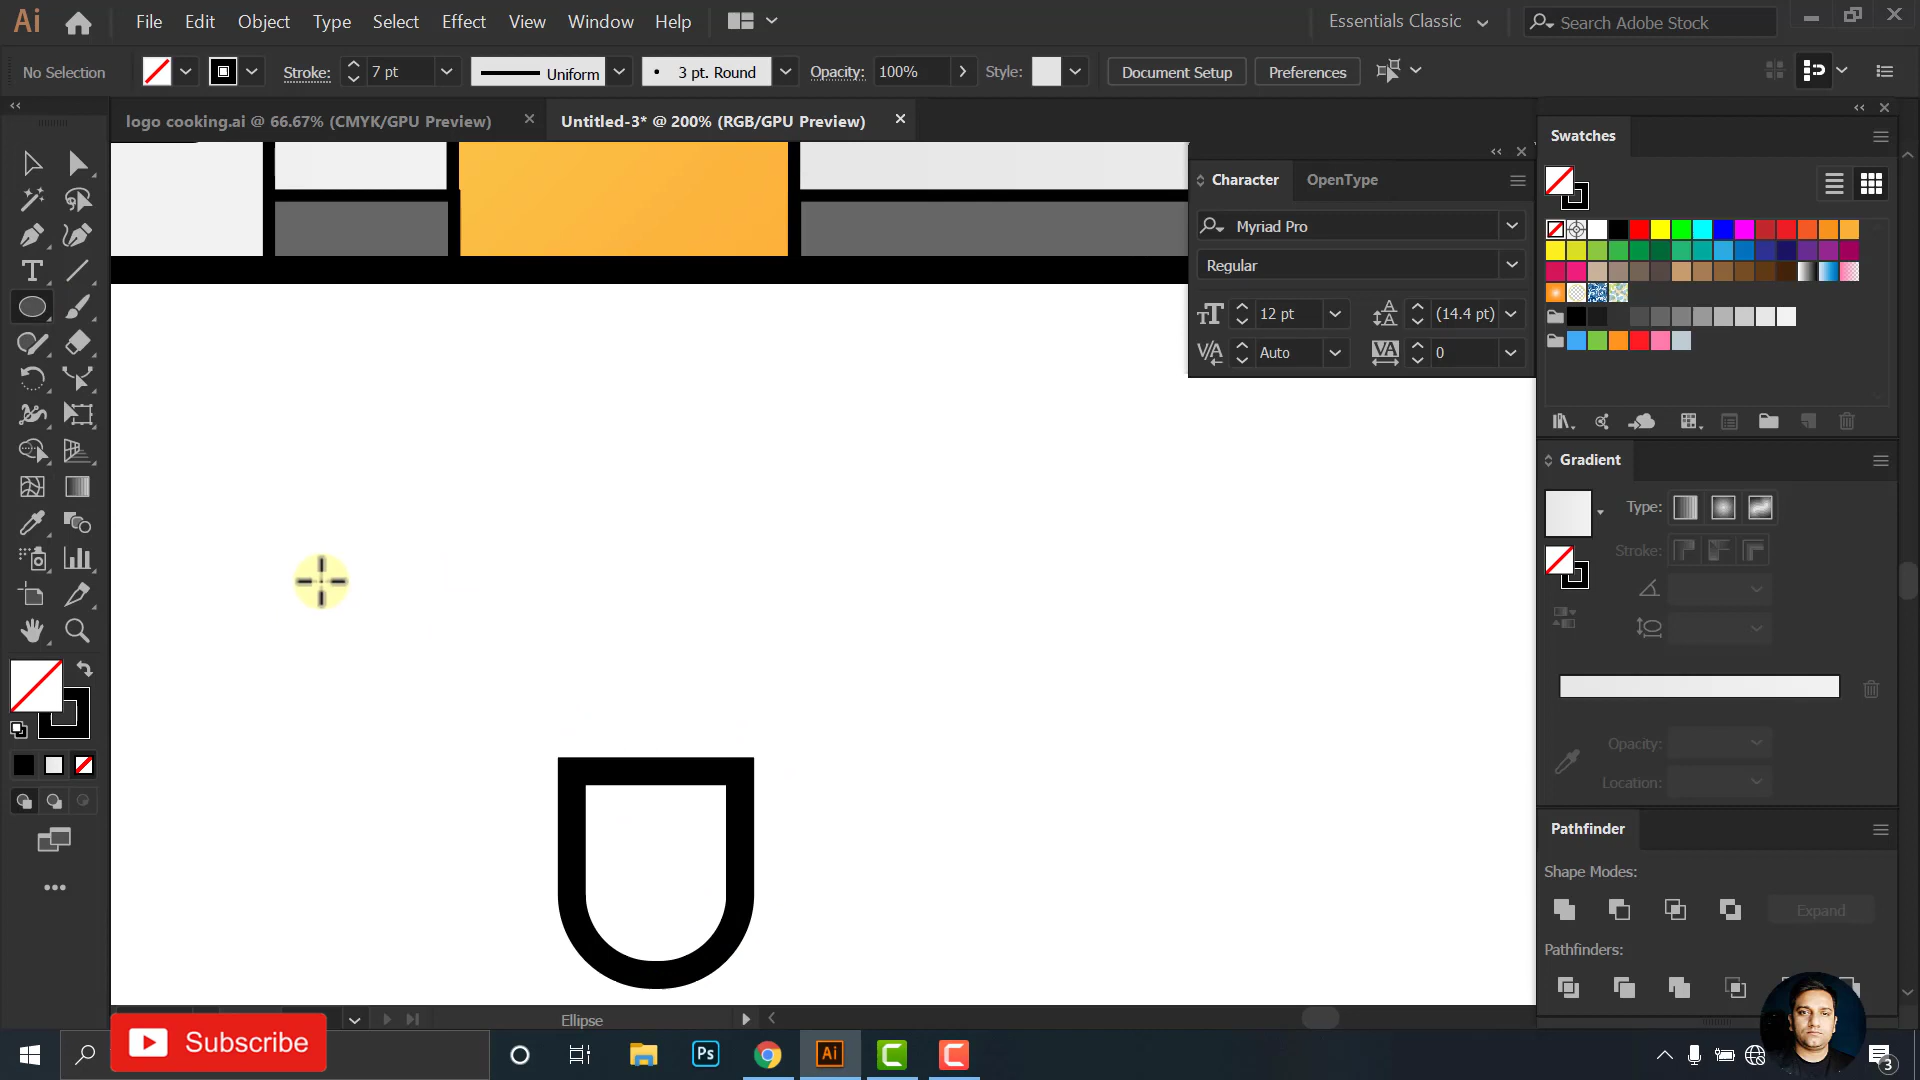 Ai File Edit Object Type Select Effect View Window Help Essentials Classic Search Adobe Stock
No Selection Stroke: 7 pt Uniform 3 pt. Round Opacity: 100% Style: Document Setup Preferences
logo cooking.ai @ 66.67% (CMYK/GPU Preview) Untitled-3* @ 200% (RGB/GPU Preview)
Swatches
Character OpenType
Myriad Pro
Regular
12 pt (14.4 pt)
Auto 0
Gradient
Type:
Stroke:
Opacity:
Location:
Pathfinder
Shape Modes:
Expand
Pathfinders:
Ellipse
Subscribe
Ps Ai
3